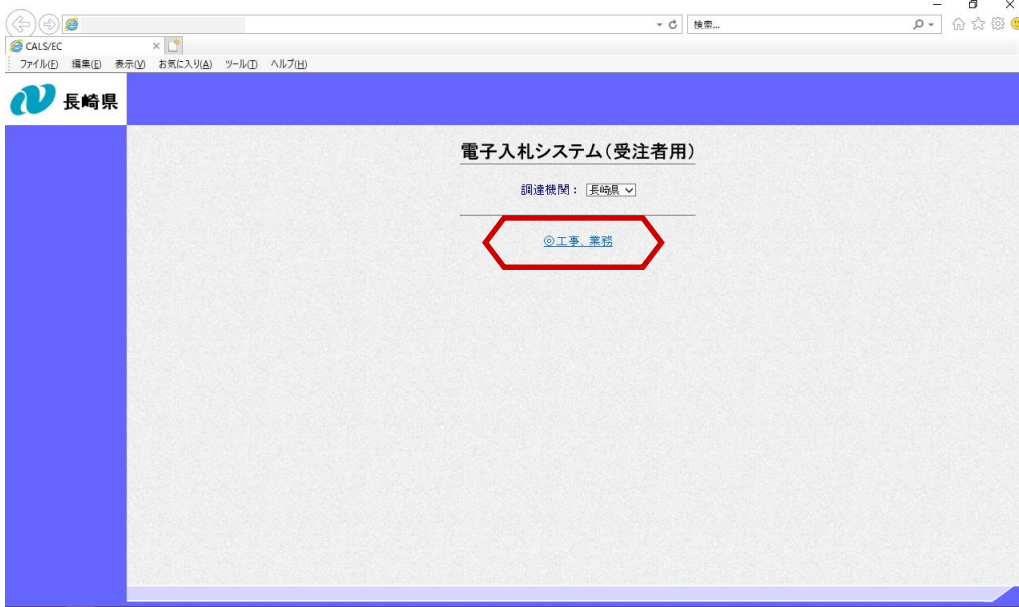 検索...
CALS/EC
ファイル(F) 編集(E) 表示(V) お気に入り(A) ツール(T) ヘルプ(H)
長崎県
電子入札システム(受注者用)
調達機関： 長崎県
◎工事、業務